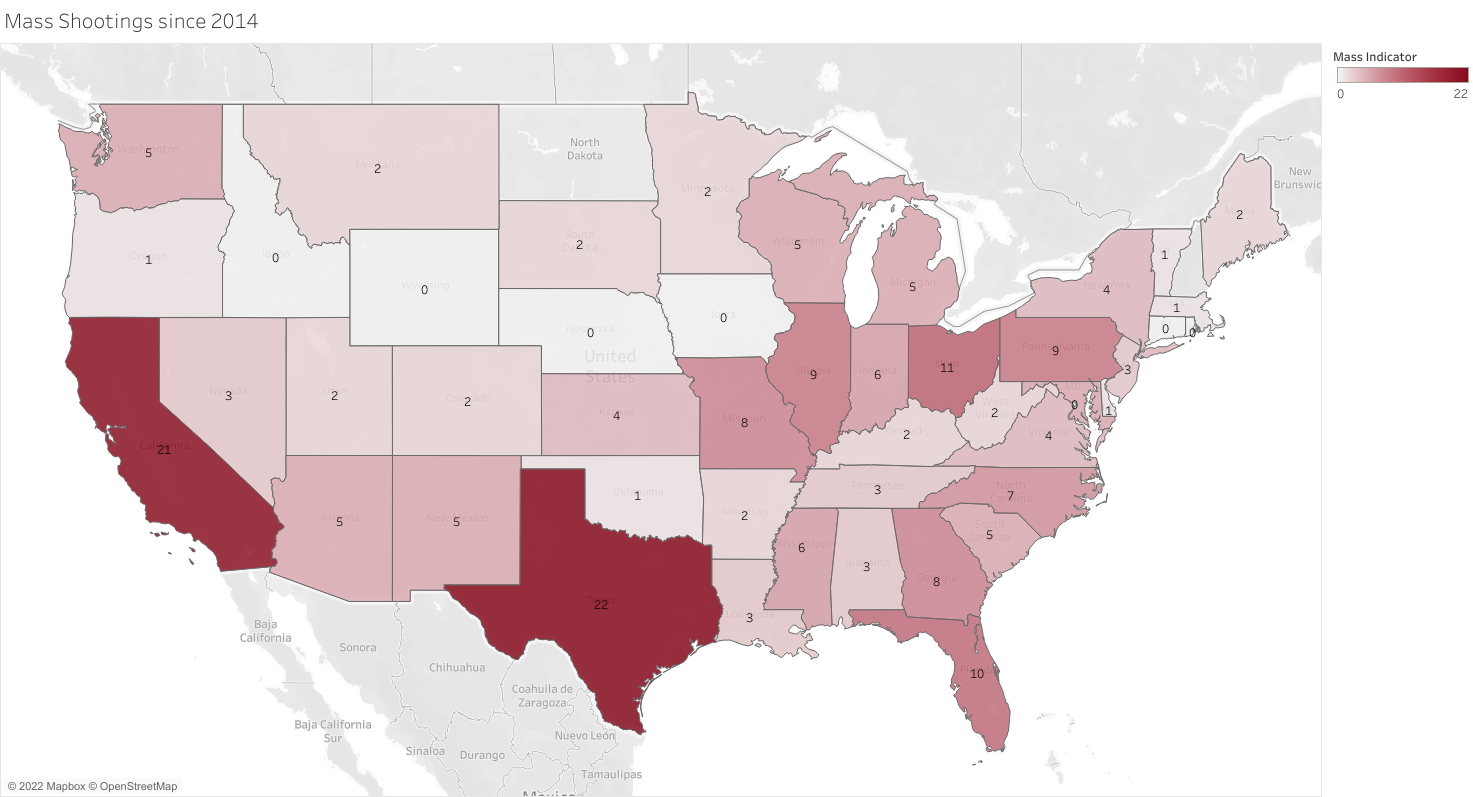 Mass Shootings since 2014
Mass Indicator
0 22
North
Dakota
New
Brunswic
Washington
5
Montana
2
Minnesota
2
South
Dakota
2
Wisconsin
5
Maine
2
Oregon
1
Idaho
0
Wyoming
0
Michigan
5
New York
4
1
1
0
0
Iowa
0
Nebraska
0
United
States
Pennsylvania
9
Illinois
9
Indiana
6
Ohio
11
3
Nevada
3
Utah
2
Colorado
2
Kansas
4
Missouri
8
West
Virginia
2
MD
0
1
Kentucky
2
Virginia
4
California
21
Arizona
5
New Mexico
5
Oklahoma
1
Arkansas
2
Tennessee
3
North
Carolina
7
South
Carolina
5
Mississippi
6
Alabama
3
Georgia
8
Texas
22
Louisiana
3
Florida
10
Baja
California
Sonora
Chihuahua
Coahuila de
Zaragoza
Baja California
Sur
Sinaloa
Durango
Nuevo León
Tamaulipas
Mexico
© 2022 Mapbox © OpenStreetMap